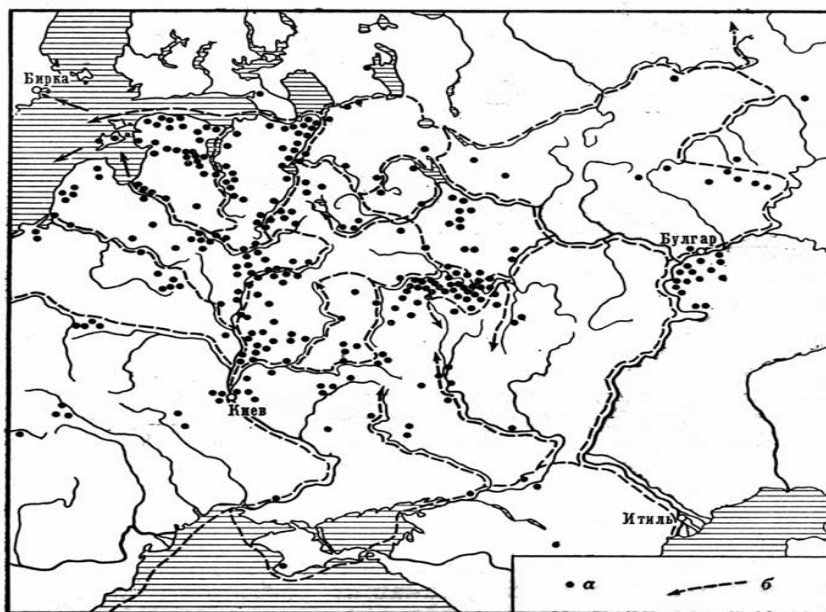 Бирка
Булгар
Киев
Итиль
а
б